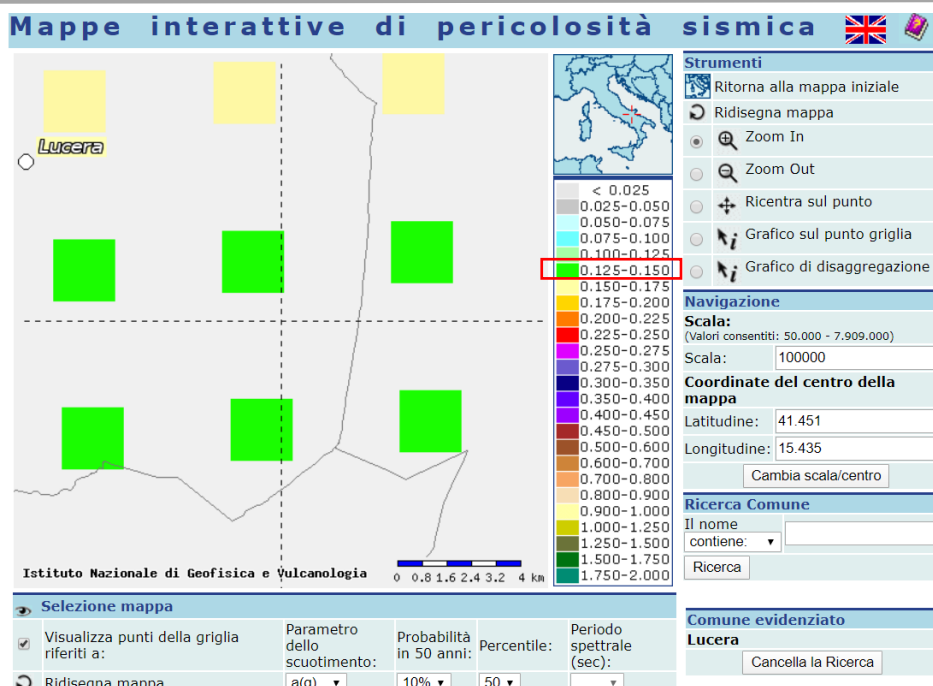 Mappe interattive di pericolosità sismica
Lucera
Istituto Nazionale di Geofisica e Vulcanologia
0 0.8 1.6 2.4 3.2 4 km
< 0.025
0.025-0.050
0.050-0.075
0.075-0.100
0.100-0.125
0.125-0.150
0.150-0.175
0.175-0.200
0.200-0.225
0.225-0.250
0.250-0.275
0.275-0.300
0.300-0.350
0.350-0.400
0.400-0.450
0.450-0.500
0.500-0.600
0.600-0.700
0.700-0.800
0.800-0.900
0.900-1.000
1.000-1.250
1.250-1.500
1.500-1.750
1.750-2.000
Strumenti
Ritorna alla mappa iniziale
Ridisegna mappa
Zoom In
Zoom Out
Ricentra sul punto
Grafico sul punto griglia
Grafico di disaggregazione
Navigazione
Scala:
(Valori consentiti: 50.000 - 7.909.000)
Scala: 100000
Coordinate del centro della
mappa
Latitudine: 41.451
Longitudine: 15.435
Cambia scala/centro
Ricerca Comune
Il nome
contiene:
Ricerca
Comune evidenziato
Lucera
Cancella la Ricerca
Selezione mappa
Visualizza punti della griglia
riferiti a:
Parametro
dello
scuotimento:
Probabilità
in 50 anni:
Percentile:
Periodo
spettrale
(sec):
Ridisegna mappa
a(g)
10%
50